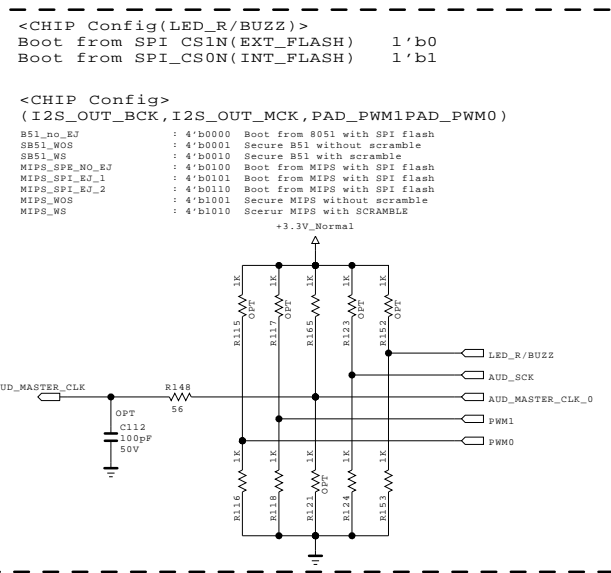 <CHIP Config(LED_R/BUZZ)>
Boot from SPI CS1N(EXT_FLASH) 1'b0
Boot from SPI_CS0N(INT_FLASH) 1'b1
<CHIP Config>
(I2S_OUT_BCK,I2S_OUT_MCK,PAD_PWM1PAD_PWM0)
B51_no_EJ : 4'b0000 Boot from 8051 with SPI flash
SB51_WOS : 4'b0001 Secure B51 without scramble
SB51_WS : 4'b0010 Secure B51 with scramble
MIPS_SPE_NO_EJ : 4'b0100 Boot from MIPS with SPI flash
MIPS_SPI_EJ_1 : 4'b0101 Boot from MIPS with SPI flash
MIPS_SPI_EJ_2 : 4'b0110 Boot from MIPS with SPI flash
MIPS_WOS : 4'b1001 Secure MIPS without scramble
MIPS_WS : 4'b1010 Scerur MIPS with SCRAMBLE
+3.3V_Normal
R115 1K OPT
R117 1K OPT
R165 1K
R123 1K OPT
R152 1K OPT
LED_R/BUZZ
AUD_SCK
AUD_MASTER_CLK_0
PWM1
PWM0
UD_MASTER_CLK
R148
56
OPT
C112
100pF
50V
R116 1K
R118 1K
R121 1K OPT
R124 1K
R153 1K